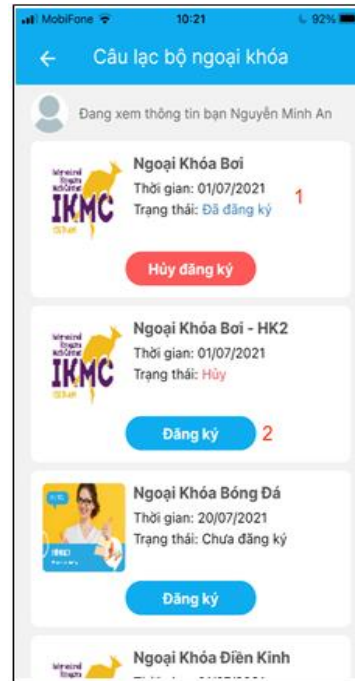 MobiFone 10:21 92%
Câu lạc bộ ngoại khóa
Đang xem thông tin bạn Nguyễn Minh An
Ngoại Khóa Bơi
Thời gian: 01/07/2021
Trạng thái: Đã đăng ký
1
IKMC
Hủy đăng ký
Ngoại Khóa Bơi - HK2
Thời gian: 01/07/2021
Trạng thái: Hủy
IKMC
Đăng ký 2
Ngoại Khóa Bóng Đá
Thời gian: 20/07/2021
Trạng thái: Chưa đăng ký
Đăng ký
Ngoại Khóa Điền Kinh